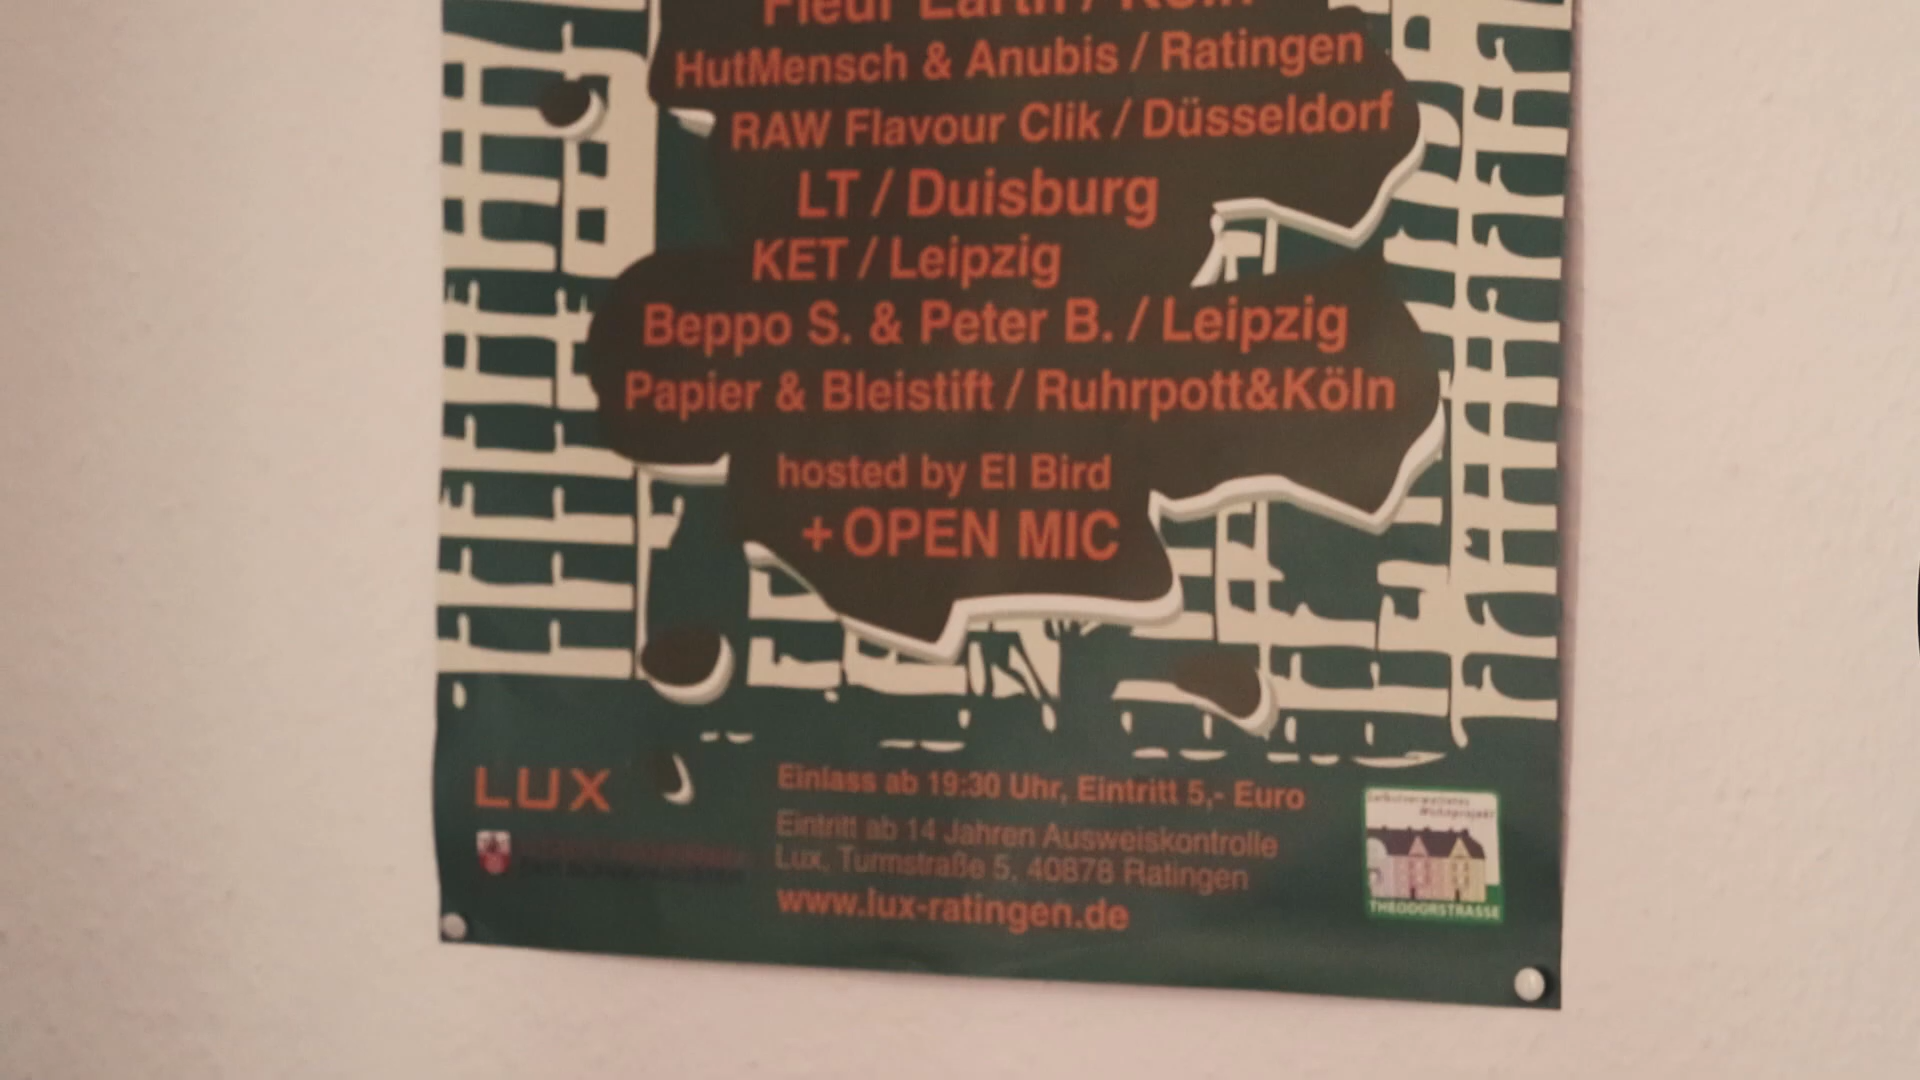 Fleur Earth / Köln
HutMensch & Anubis / Ratingen
RAW Flavour Clik / Düsseldorf
LT / Duisburg
KET / Leipzig
Beppo S. & Peter B. / Leipzig
Papier & Bleistift / Ruhrpott&Köln
hosted by El Bird
+ OPEN MIC
LUX
Einlass ab 19:30 Uhr, Eintritt 5,- Euro
Eintritt ab 14 Jahren Ausweiskontrolle
Lux, Turmstraße 5, 40878 Ratingen
www.lux-ratingen.de
Selbstverwaltetes
Wohnprojekt
THEODORSTRASSE